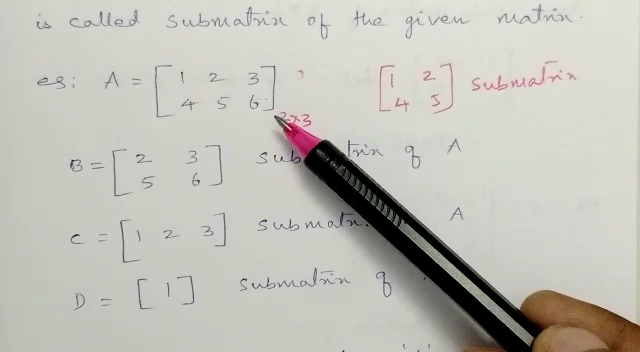 is called submatrix of the given matrix.
eg: A = [ 1 2 3 , [ 1 2 ] submatrix
4 5 6 ] 2×3 4 5
B = [ 2 3 ] submatrix of A
5 6
C = [ 1 2 3 ] A
D = [ 1 ] submatrix of